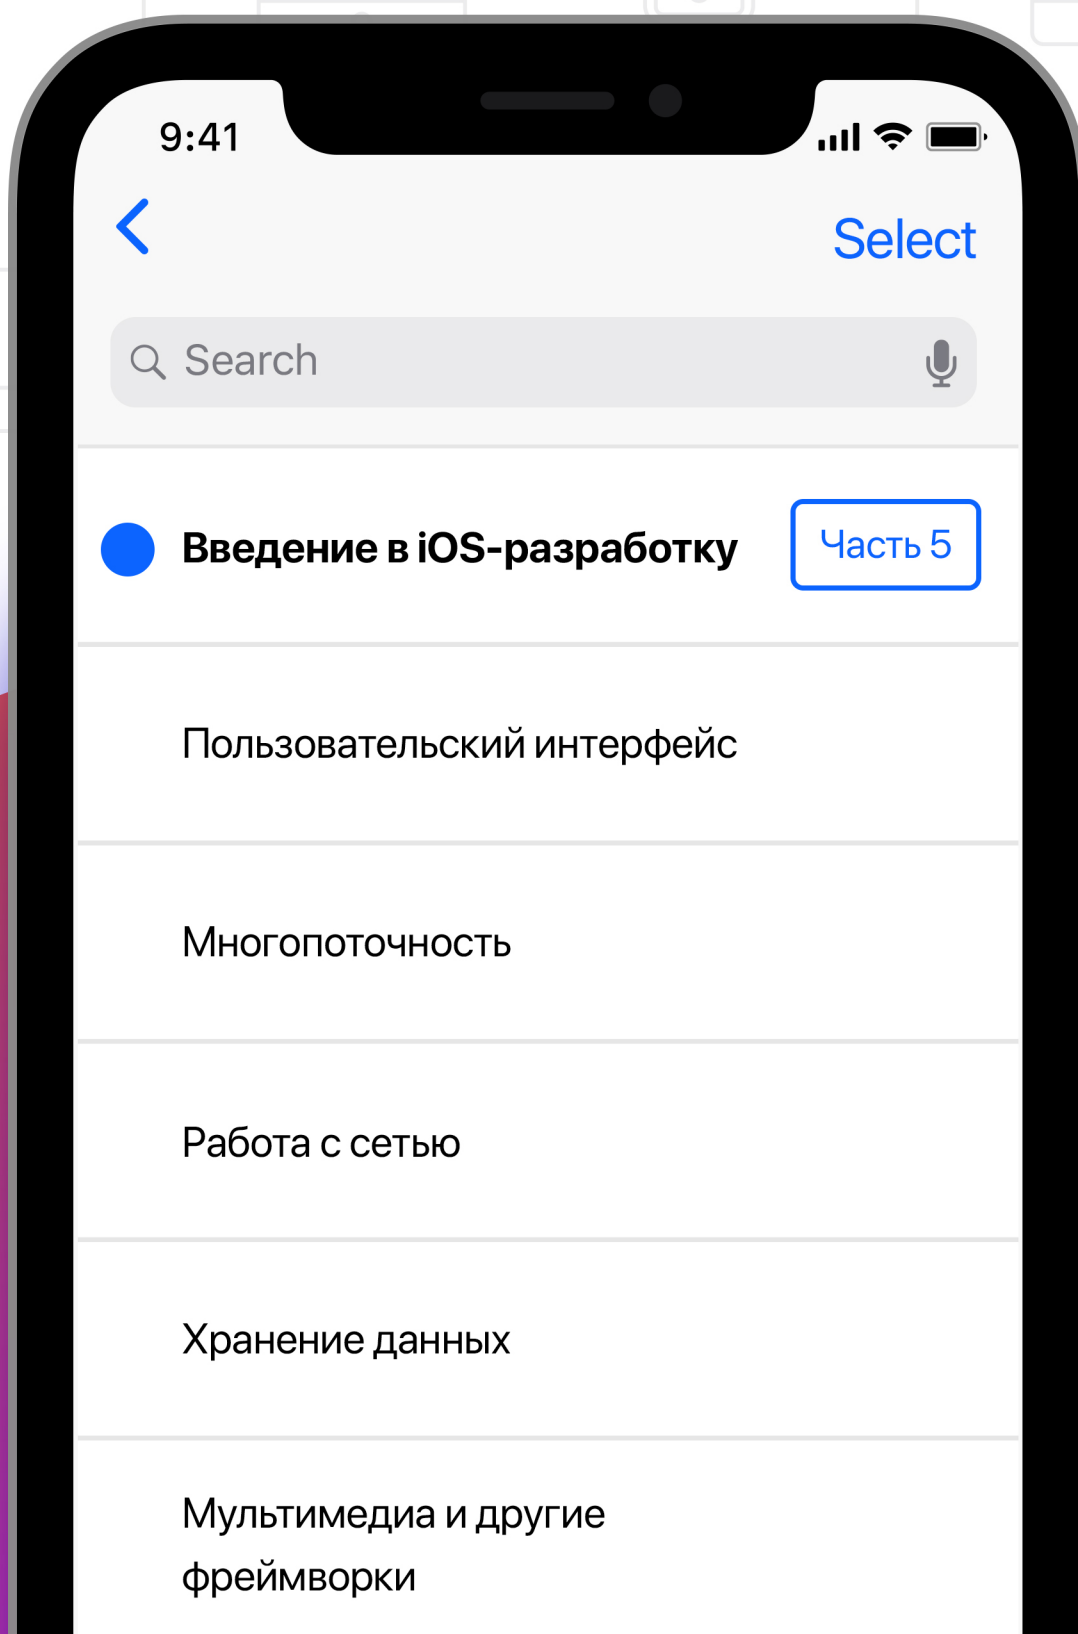 9:41
Select
Search
Введение в iOS-разработку
Часть 5
Пользовательский интерфейс
Многопоточность
Работа с сетью
Хранение данных
Мультимедиа и другие
фреймворки